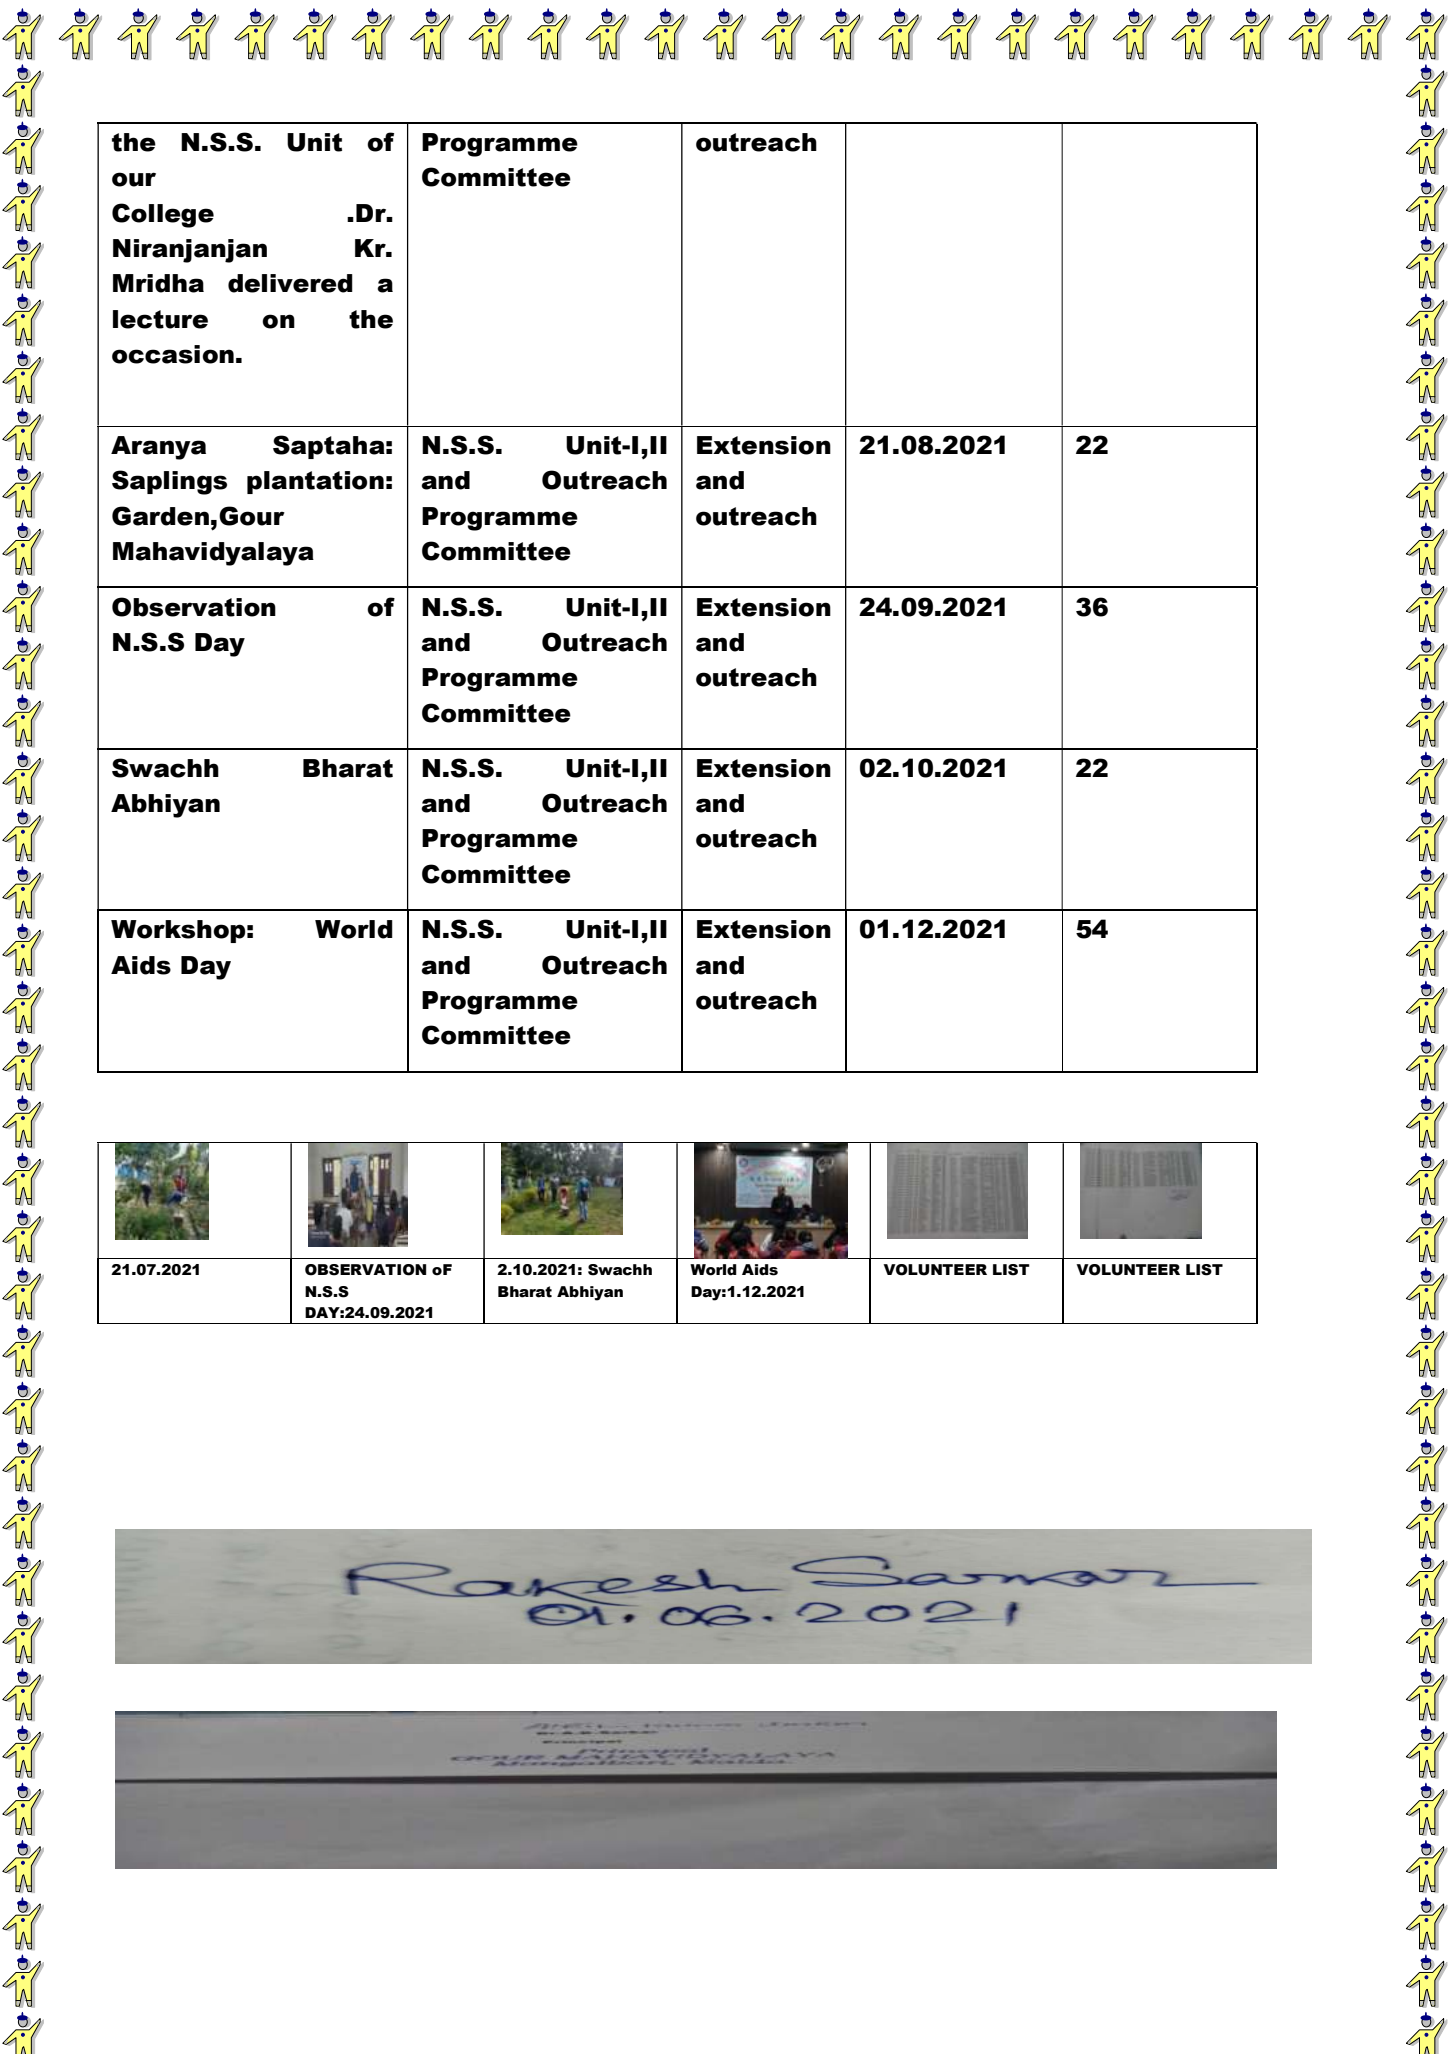 the N.S.S. Unit of
our
College .Dr.
Niranjanjan Kr.
Mridha delivered a
lecture on the
occasion.
Programme
Committee
outreach
Aranya Saptaha:
Saplings plantation:
Garden,Gour
Mahavidyalaya
N.S.S. Unit-I,II
and Outreach
Programme
Committee
Extension
and
outreach
21.08.2021
22
Observation of
N.S.S Day
N.S.S. Unit-I,II
and Outreach
Programme
Committee
Extension
and
outreach
24.09.2021
36
Swachh Bharat
Abhiyan
N.S.S. Unit-I,II
and Outreach
Programme
Committee
Extension
and
outreach
02.10.2021
22
Workshop: World
Aids Day
N.S.S. Unit-I,II
and Outreach
Programme
Committee
Extension
and
outreach
01.12.2021
54
21.07.2021
OBSERVATION oF
N.S.S
DAY:24.09.2021
2.10.2021: Swachh
Bharat Abhiyan
World Aids
Day:1.12.2021
VOLUNTEER LIST
VOLUNTEER LIST
Rakesh Sarkar
01.06.2021
Principal
Principal
GOUR MAHAVIDYALAYA
Mangalbari, Malda.